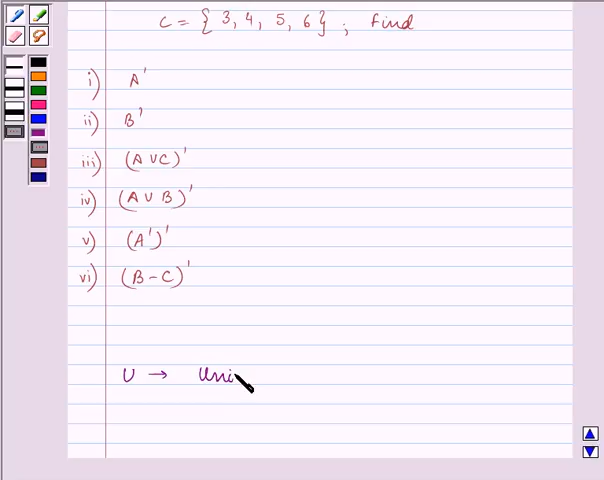 C = { 3, 4, 5, 6 } ; Find
i) A'
ii) B'
iii) (A ∪ C)'
iv) (A ∪ B)'
v) (A')'
vi) (B – C)'
U → Uni